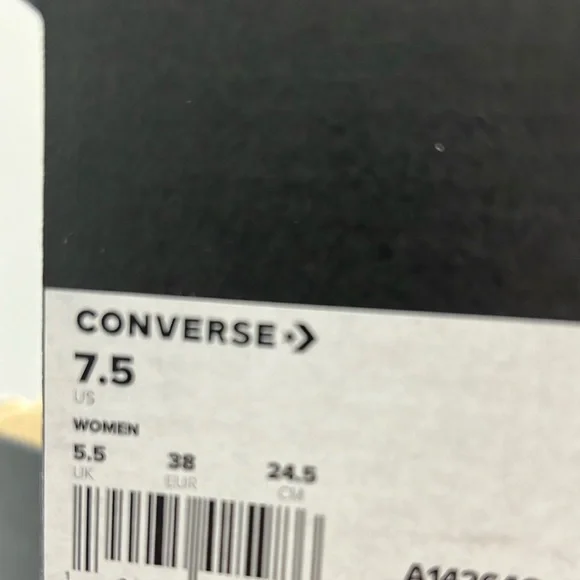 CONVERSE
7.5
US
WOMEN
5.5 38 24.5
UK EUR CM